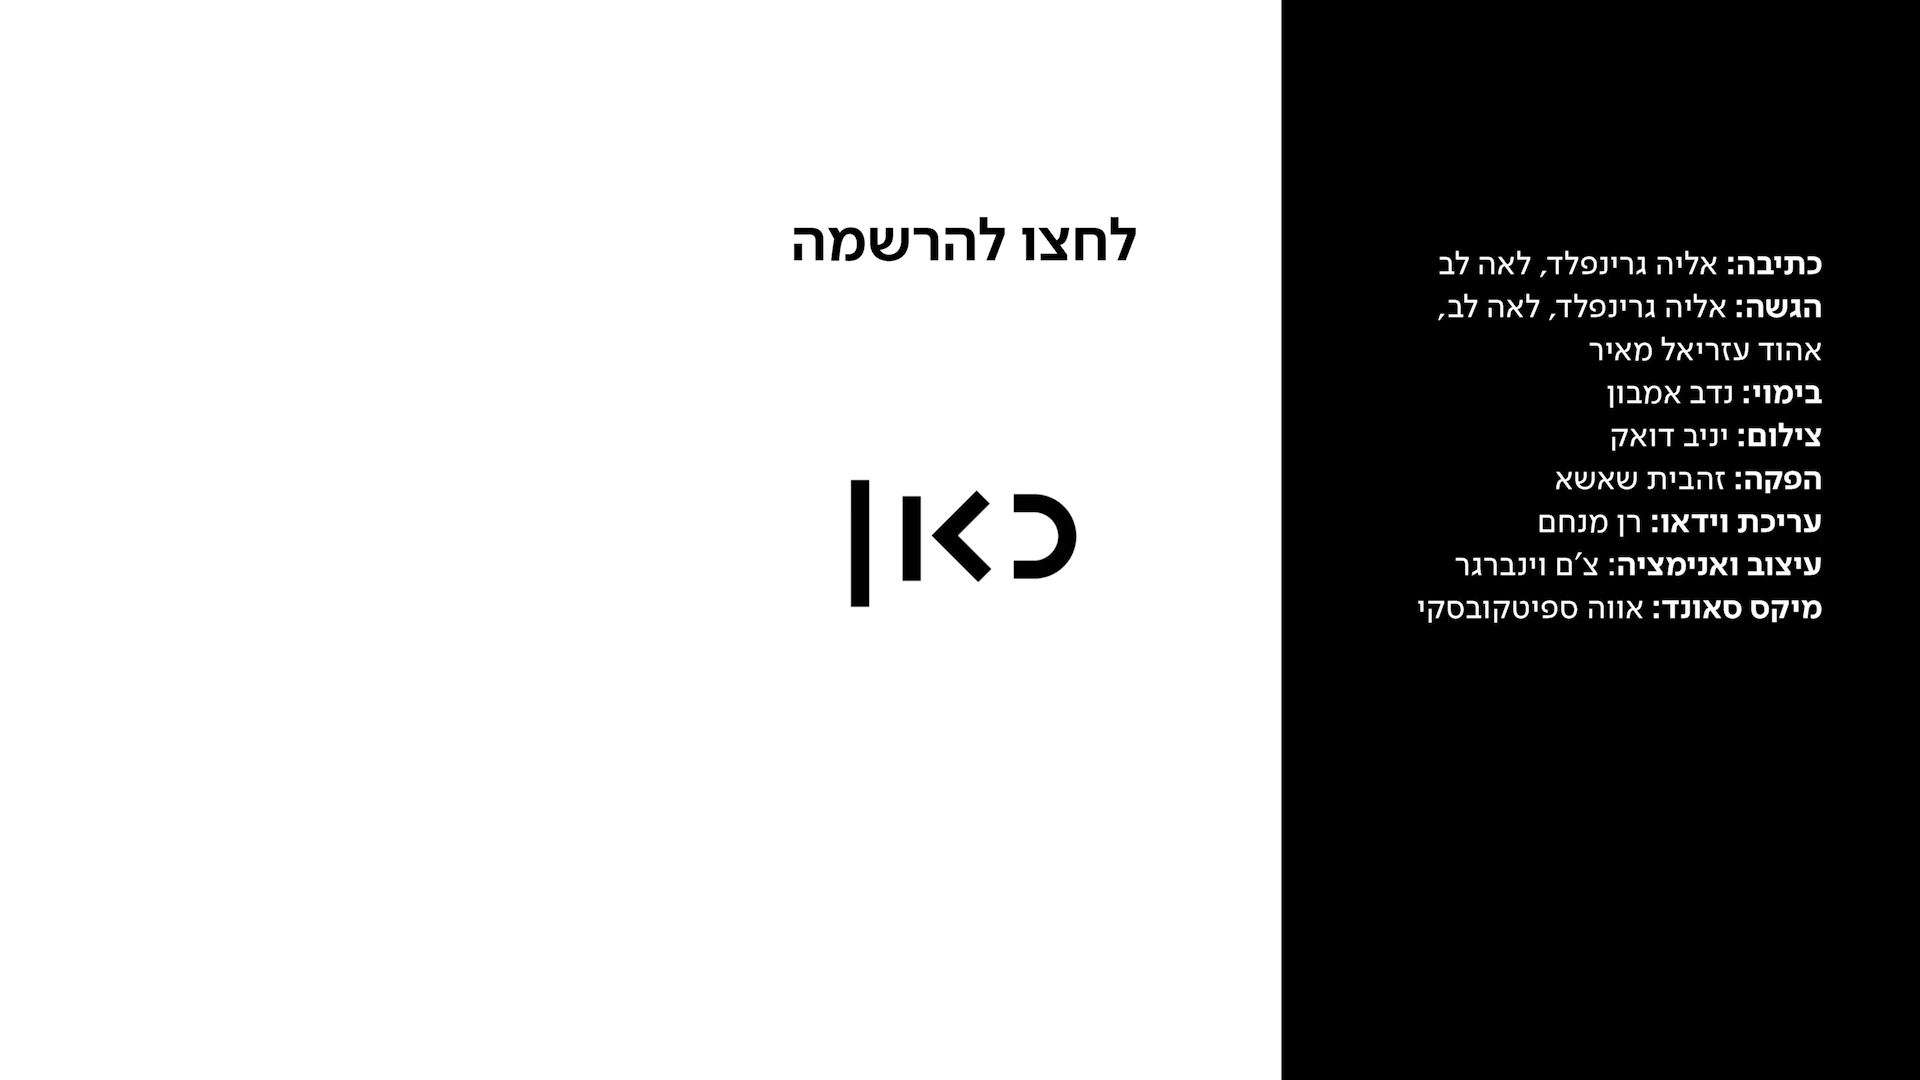 לחצו להרשמה
כאן
כתיבה: אליה גרינפלד, לאה לב
הגשה: אליה גרינפלד, לאה לב,
אהוד עזריאל מאיר
בימוי: נדב אמבון
צילום: יניב דואק
הפקה: זהבית שאשא
עריכת וידאו: רן מנחם
עיצוב ואנימציה: צ׳ם וינברגר
מיקס סאונד: אווה ספיטקובסקי